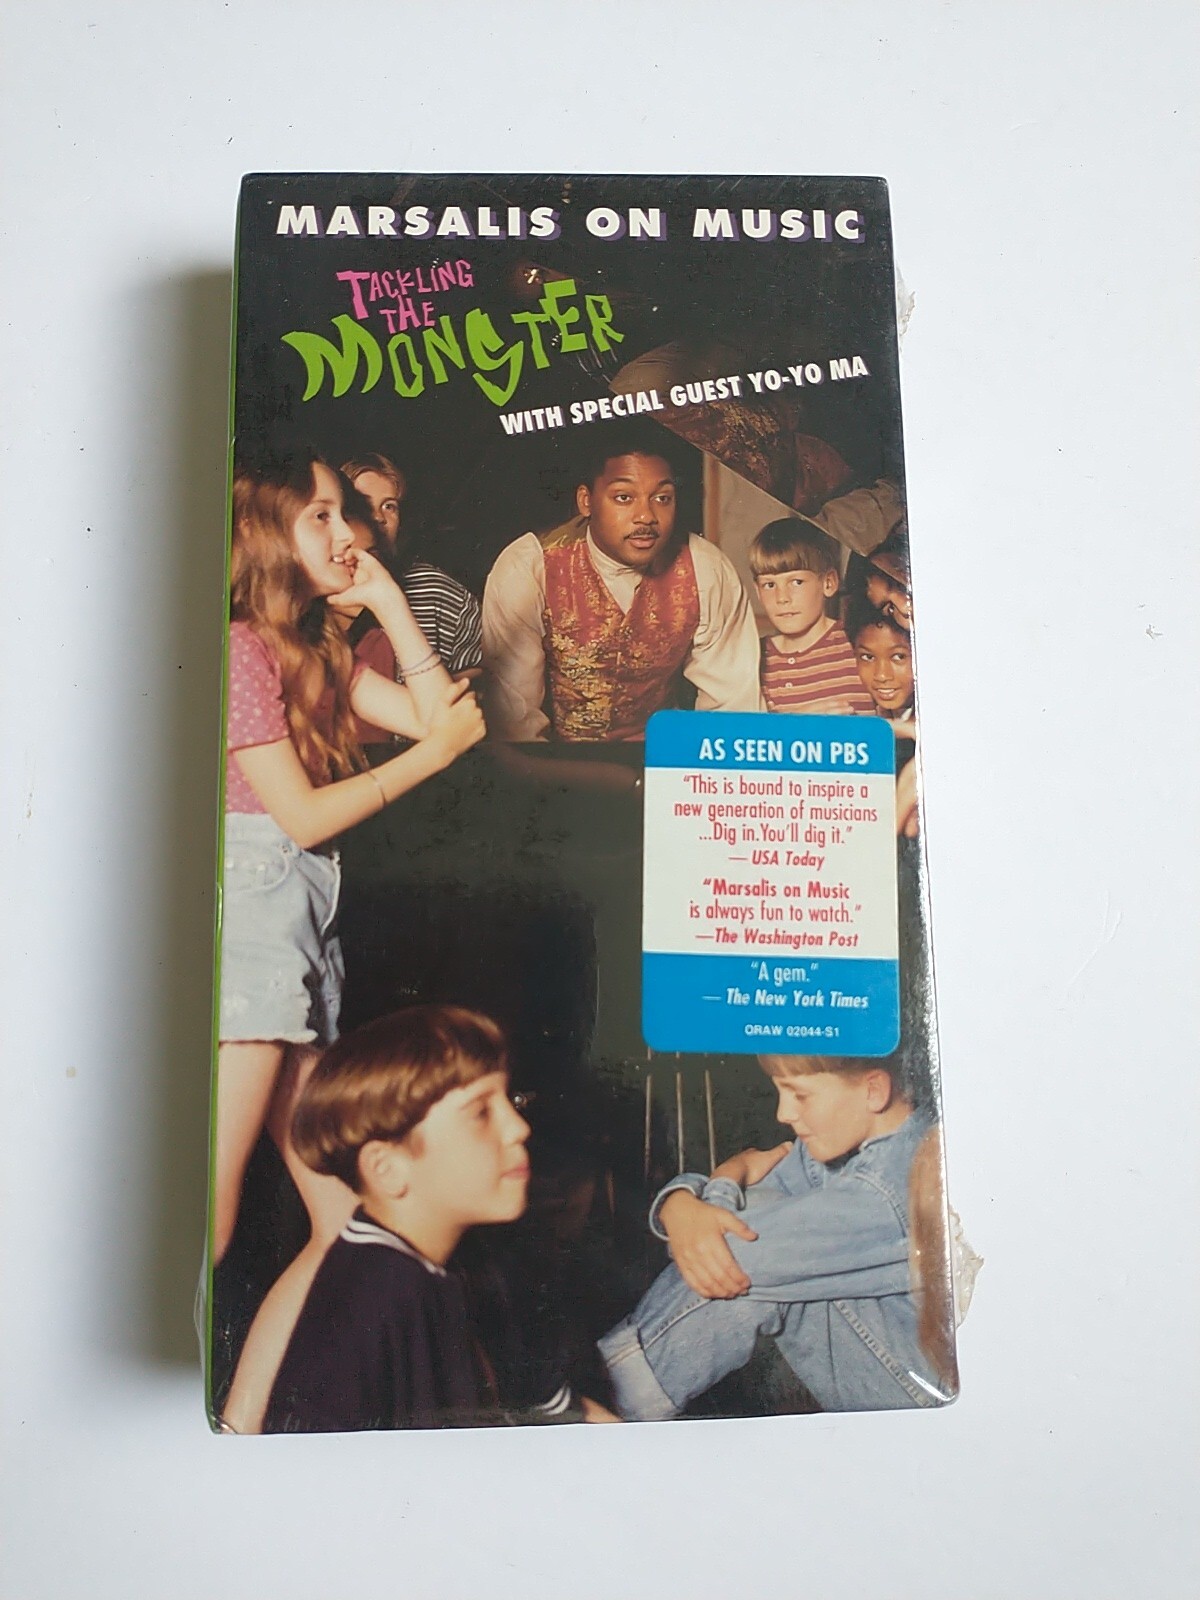 MARSALIS ON MUSIC
TACKLING
THE
MONSTER
WITH SPECIAL GUEST YO-YO MA
AS SEEN ON PBS
"This is bound to inspire a
new generation of musicians
...Dig in. You'll dig it."
— USA Today
"Marsalis on Music
is always fun to watch."
—The Washington Post
"A gem."
— The New York Times
ORAW 02044-S1